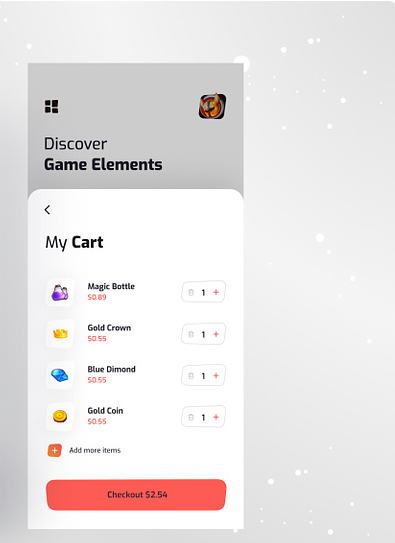 Discover
Game Elements
My Cart
Magic Bottle
$0.89
1 +
Gold Crown
$0.55
1 +
Blue Dimond
$0.55
1 +
Gold Coin
$0.55
1 +
+ Add more items
Checkout $2.54